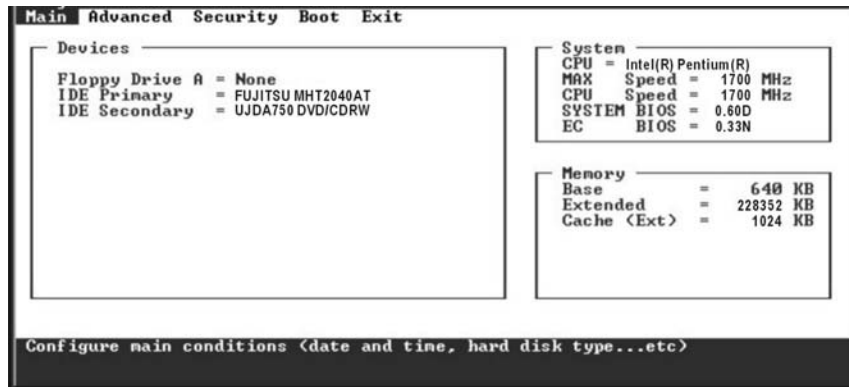 Main Advanced Security Boot Exit
Devices
Floppy Drive A = None
IDE Primary = FUJITSU MHT2040AT
IDE Secondary = UJDA750 DVD/CDRW
System
CPU = Intel(R) Pentium(R)
MAX Speed = 1700 MHz
CPU Speed = 1700 MHz
SYSTEM BIOS = 0.60D
EC BIOS = 0.33N
Memory
Base = 640 KB
Extended = 228352 KB
Cache (Ext) = 1024 KB
Configure main conditions (date and time, hard disk type...etc)